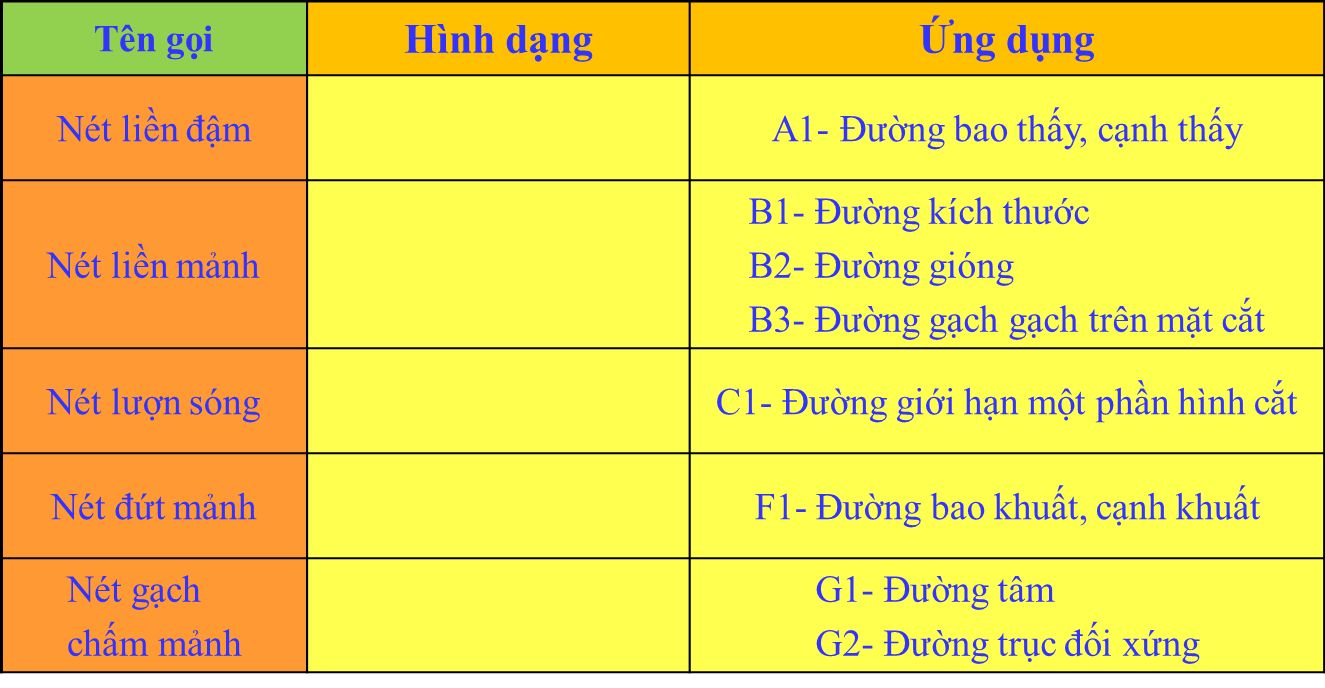 Tên gọi
Hình dạng
Ứng dụng
Nét liền đậm
A1- Đường bao thấy, cạnh thấy
Nét liền mảnh
B1- Đường kích thước
B2- Đường gióng
B3- Đường gạch gạch trên mặt cắt
Nét lượn sóng
C1- Đường giới hạn một phần hình cắt
Nét đứt mảnh
F1- Đường bao khuất, cạnh khuất
Nét gạch
chấm mảnh
G1- Đường tâm
G2- Đường trục đối xứng